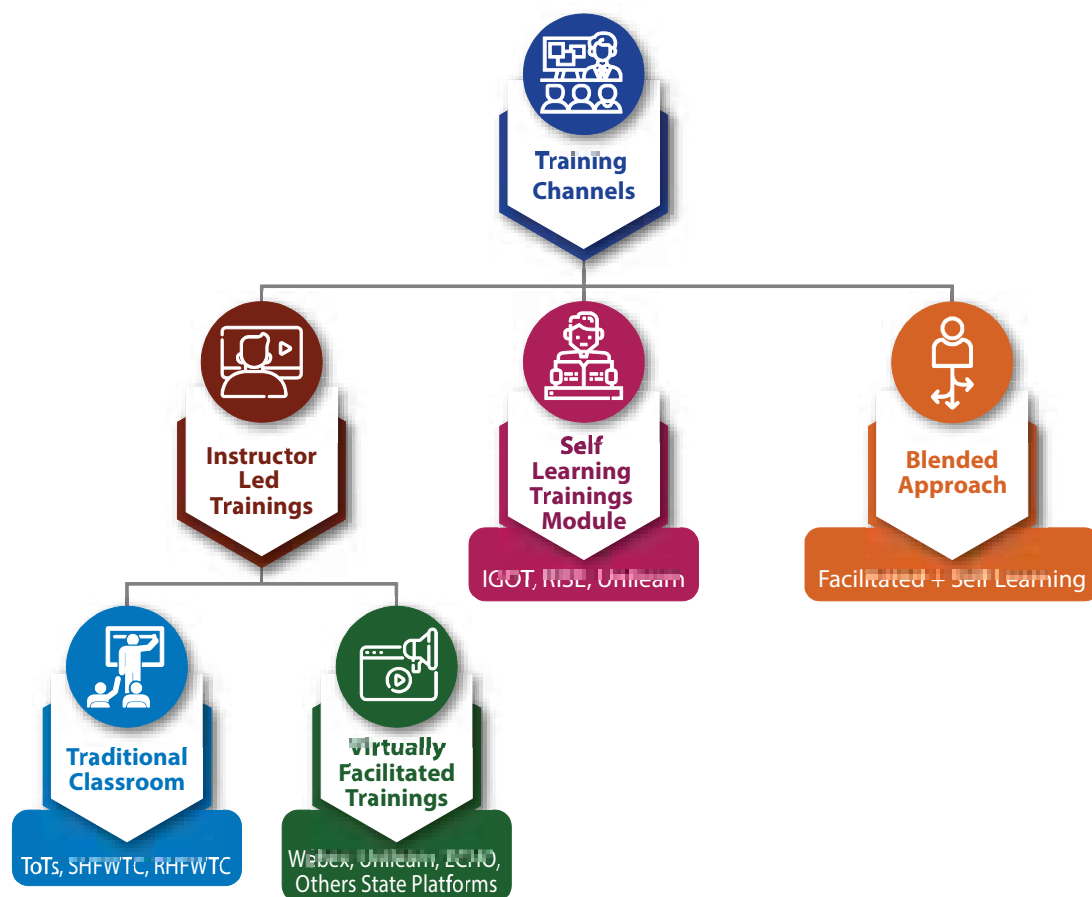 Training
Channels
Instructor
Led
Trainings
Self
Learning
Trainings
Module
IGOT, RISE, Unilearn
Blended
Approach
Facilitated + Self Learning
Traditional
Classroom
ToTs, SHFWTC, RHFWTC
Virtually
Facilitated
Trainings
Webex, Unilearn, ECHO,
Others State Platforms